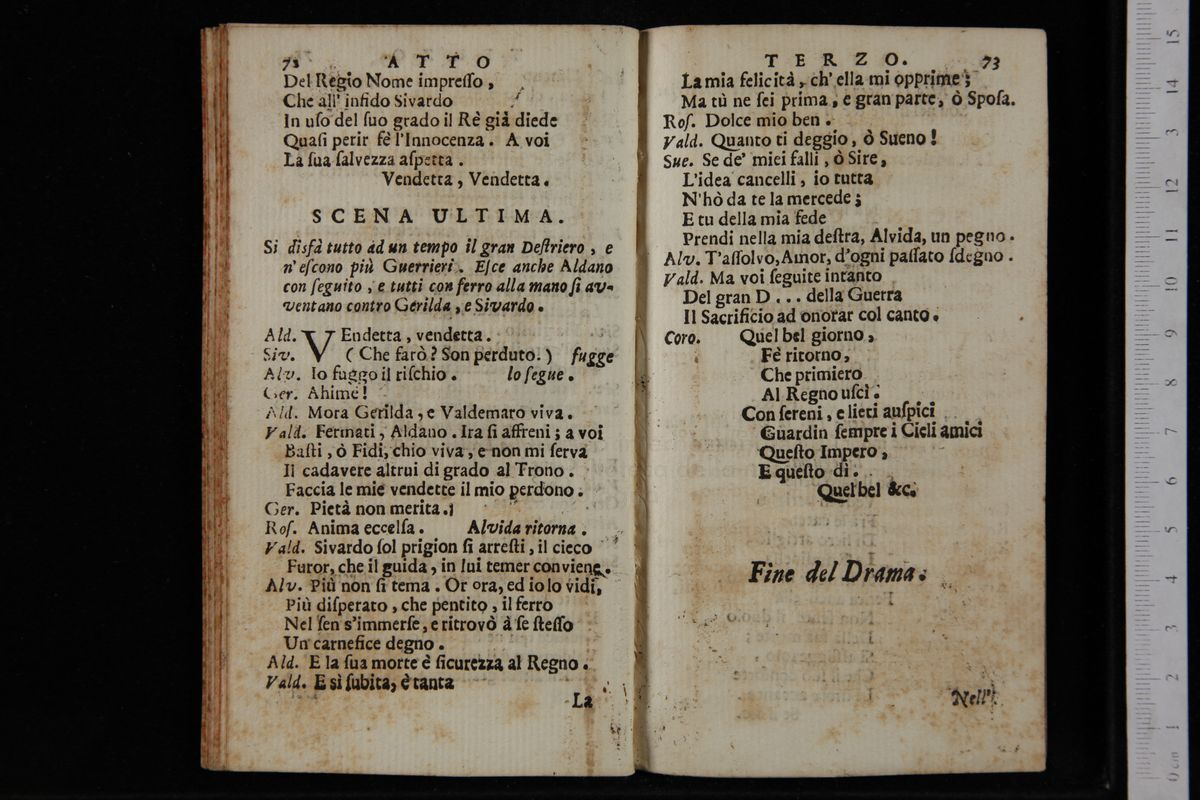 72 ATTO
Del Regio Nome impreſſo,
Che all' infido Sivardo
In uſo del ſuo grado il Rè già diede
Quaſi perir fè l'Innocenza. A voi
La ſua ſalvezza aſpetta.
Vendetta, Vendetta.
SCENA ULTIMA.
Si disfà tutto ad un tempo il gran Deſtriero, e
n'eſcono più Guerrieri. Eſce anche Aldano
con ſeguito, e tutti con ferro alla mano ſi av-
ventano contro Gerilda, e Sivardo.
Ald. VEndetta, vendetta.
Siv. (Che farò? Son perduto.) fugge
Alv. Io fuggo il riſchio. lo ſegue.
Ger. Ahimè!
Ald. Mora Gerilda, e Valdemaro viva.
Vald. Fermati, Aldano. Ira ſi affreni; a voi
Baſti, ò Fidi, chio viva, e non mi ſerva
Il cadavere altrui di grado al Trono.
Faccia le mie vendette il mio perdono.
Ger. Pietà non merita.
Roſ. Anima eccelſa. Alvida ritorna.
Vald. Sivardo ſol prigion ſi arreſti, il cieco
Furor, che il guida, in lui temer conviene.
Alv. Più non ſi tema. Or ora, ed io lo vidi,
Più diſperato, che pentito, il ferro
Nel ſen s'immerſe, e ritrovò à ſe ſteſſo
Un carnefice degno.
Ald. E la ſua morte è ſicurezza al Regno.
Vald. E sì ſubita, è tanta
La
TERZO. 73
La mia felicità, ch' ella mi opprime;
Ma tù ne ſei prima, e gran parte, ò Spoſa.
Roſ. Dolce mio ben.
Vald. Quanto ti deggio, ò Sueno!
Sue. Se de' miei falli, ò Sire,
L'idea cancelli, io tutta
N'hò da te la mercede;
E tu della mia fede
Prendi nella mia deſtra, Alvida, un pegno.
Alv. T'aſſolvo, Amor, d'ogni paſſato ſdegno.
Vald. Ma voi ſeguite intanto
Del gran D... della Guerra
Il Sacrificio ad onorar col canto.
Coro. Quel bel giorno,
Fè ritorno,
Che primiero
Al Regno uſcì.
Con ſereni, e lieti auſpici
Guardin ſempre i Cieli amici
Queſto Impero,
E queſto dì.
Quel bel &c.
Fine del Drama.
Nell'